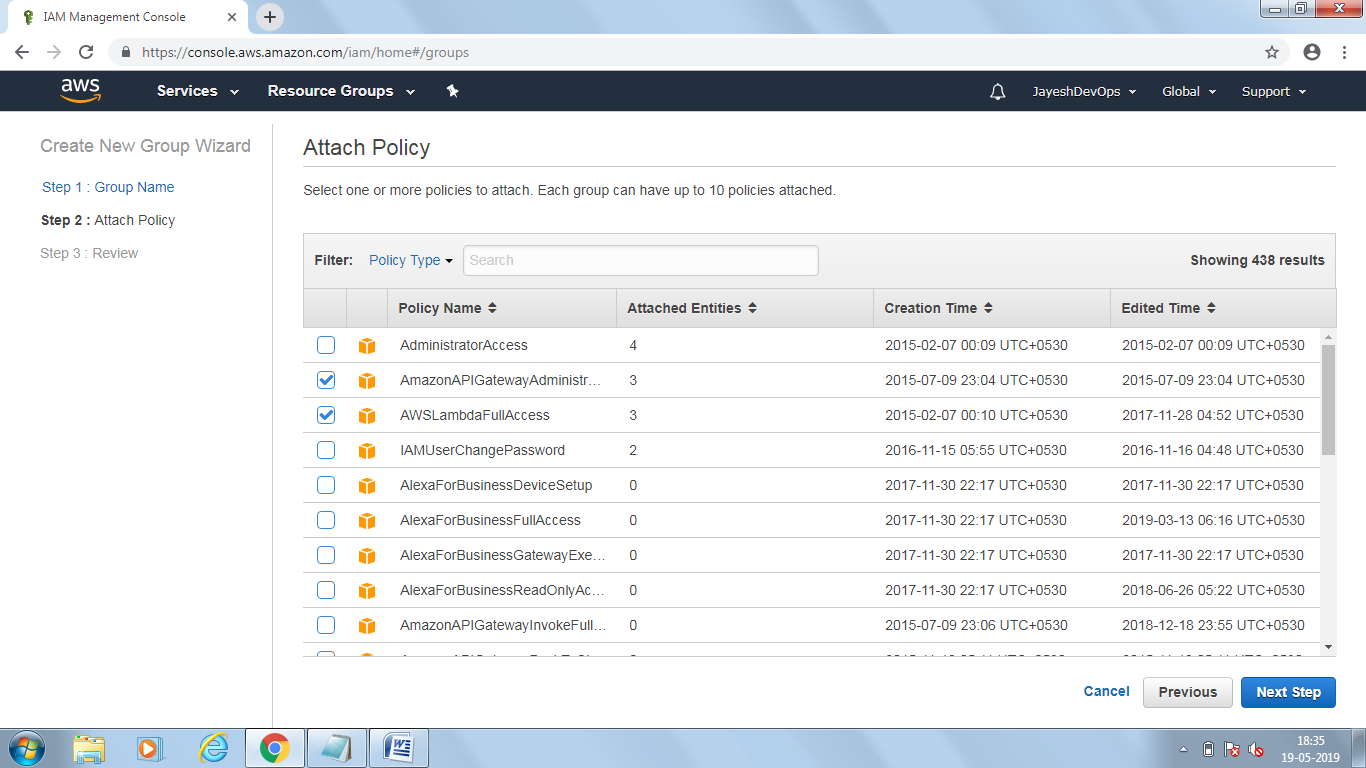 IAM Management Console
https://console.aws.amazon.com/iam/home#/groups
aws Services Resource Groups JayeshDevOps Global Support
Create New Group Wizard
Step 1 : Group Name
Step 2 : Attach Policy
Step 3 : Review
Attach Policy
Select one or more policies to attach. Each group can have up to 10 policies attached.
Filter: Policy Type Search Showing 438 results
Policy Name Attached Entities Creation Time Edited Time
AdministratorAccess 4 2015-02-07 00:09 UTC+0530 2015-02-07 00:09 UTC+0530
AmazonAPIGatewayAdministr... 3 2015-07-09 23:04 UTC+0530 2015-07-09 23:04 UTC+0530
AWSLambdaFullAccess 3 2015-02-07 00:10 UTC+0530 2017-11-28 04:52 UTC+0530
IAMUserChangePassword 2 2016-11-15 05:55 UTC+0530 2016-11-16 04:48 UTC+0530
AlexaForBusinessDeviceSetup 0 2017-11-30 22:17 UTC+0530 2017-11-30 22:17 UTC+0530
AlexaForBusinessFullAccess 0 2017-11-30 22:17 UTC+0530 2019-03-13 06:16 UTC+0530
AlexaForBusinessGatewayExe... 0 2017-11-30 22:17 UTC+0530 2017-11-30 22:17 UTC+0530
AlexaForBusinessReadOnlyAc... 0 2017-11-30 22:17 UTC+0530 2018-06-26 05:22 UTC+0530
AmazonAPIGatewayInvokeFull... 0 2015-07-09 23:06 UTC+0530 2018-12-18 23:55 UTC+0530
Cancel Previous Next Step
18:35
19-05-2019